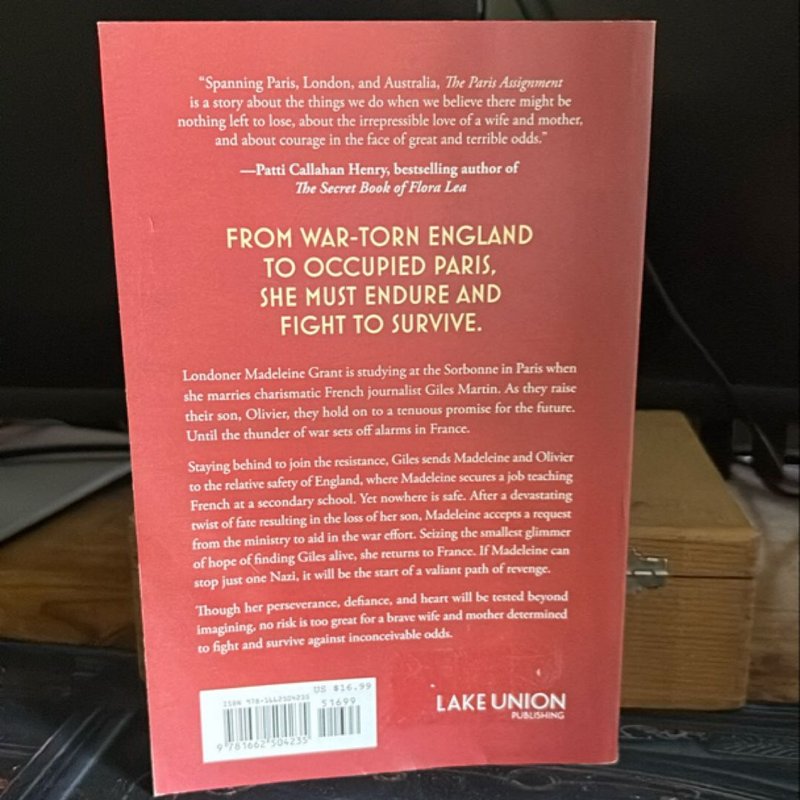 “Spanning Paris, London, and Australia, The Paris Assignment
is a story about the things we do when we believe there might be
nothing left to lose, about the irrepressible love of a wife and mother,
and about courage in the face of great and terrible odds.”
—Patti Callahan Henry, bestselling author of
The Secret Book of Flora Lea
FROM WAR-TORN ENGLAND
TO OCCUPIED PARIS,
SHE MUST ENDURE AND
FIGHT TO SURVIVE.
Londoner Madeleine Grant is studying at the Sorbonne in Paris when
she marries charismatic French journalist Giles Martin. As they raise
their son, Olivier, they hold on to a tenuous promise for the future.
Until the thunder of war sets off alarms in France.
Staying behind to join the resistance, Giles sends Madeleine and Olivier
to the relative safety of England, where Madeleine secures a job teaching
French at a secondary school. Yet nowhere is safe. After a devastating
twist of fate resulting in the loss of her son, Madeleine accepts a request
from the ministry to aid in the war effort. Seizing the smallest glimmer
of hope of finding Giles alive, she returns to France. If Madeleine can
stop just one Nazi, it will be the start of a valiant path of revenge.
Though her perseverance, defiance, and heart will be tested beyond
imagining, no risk is too great for a brave wife and mother determined
to fight and survive against inconceivable odds.
US $16.99
ISBN 978-1662504235
51699
9 781662 504235
LAKE UNION
PUBLISHING